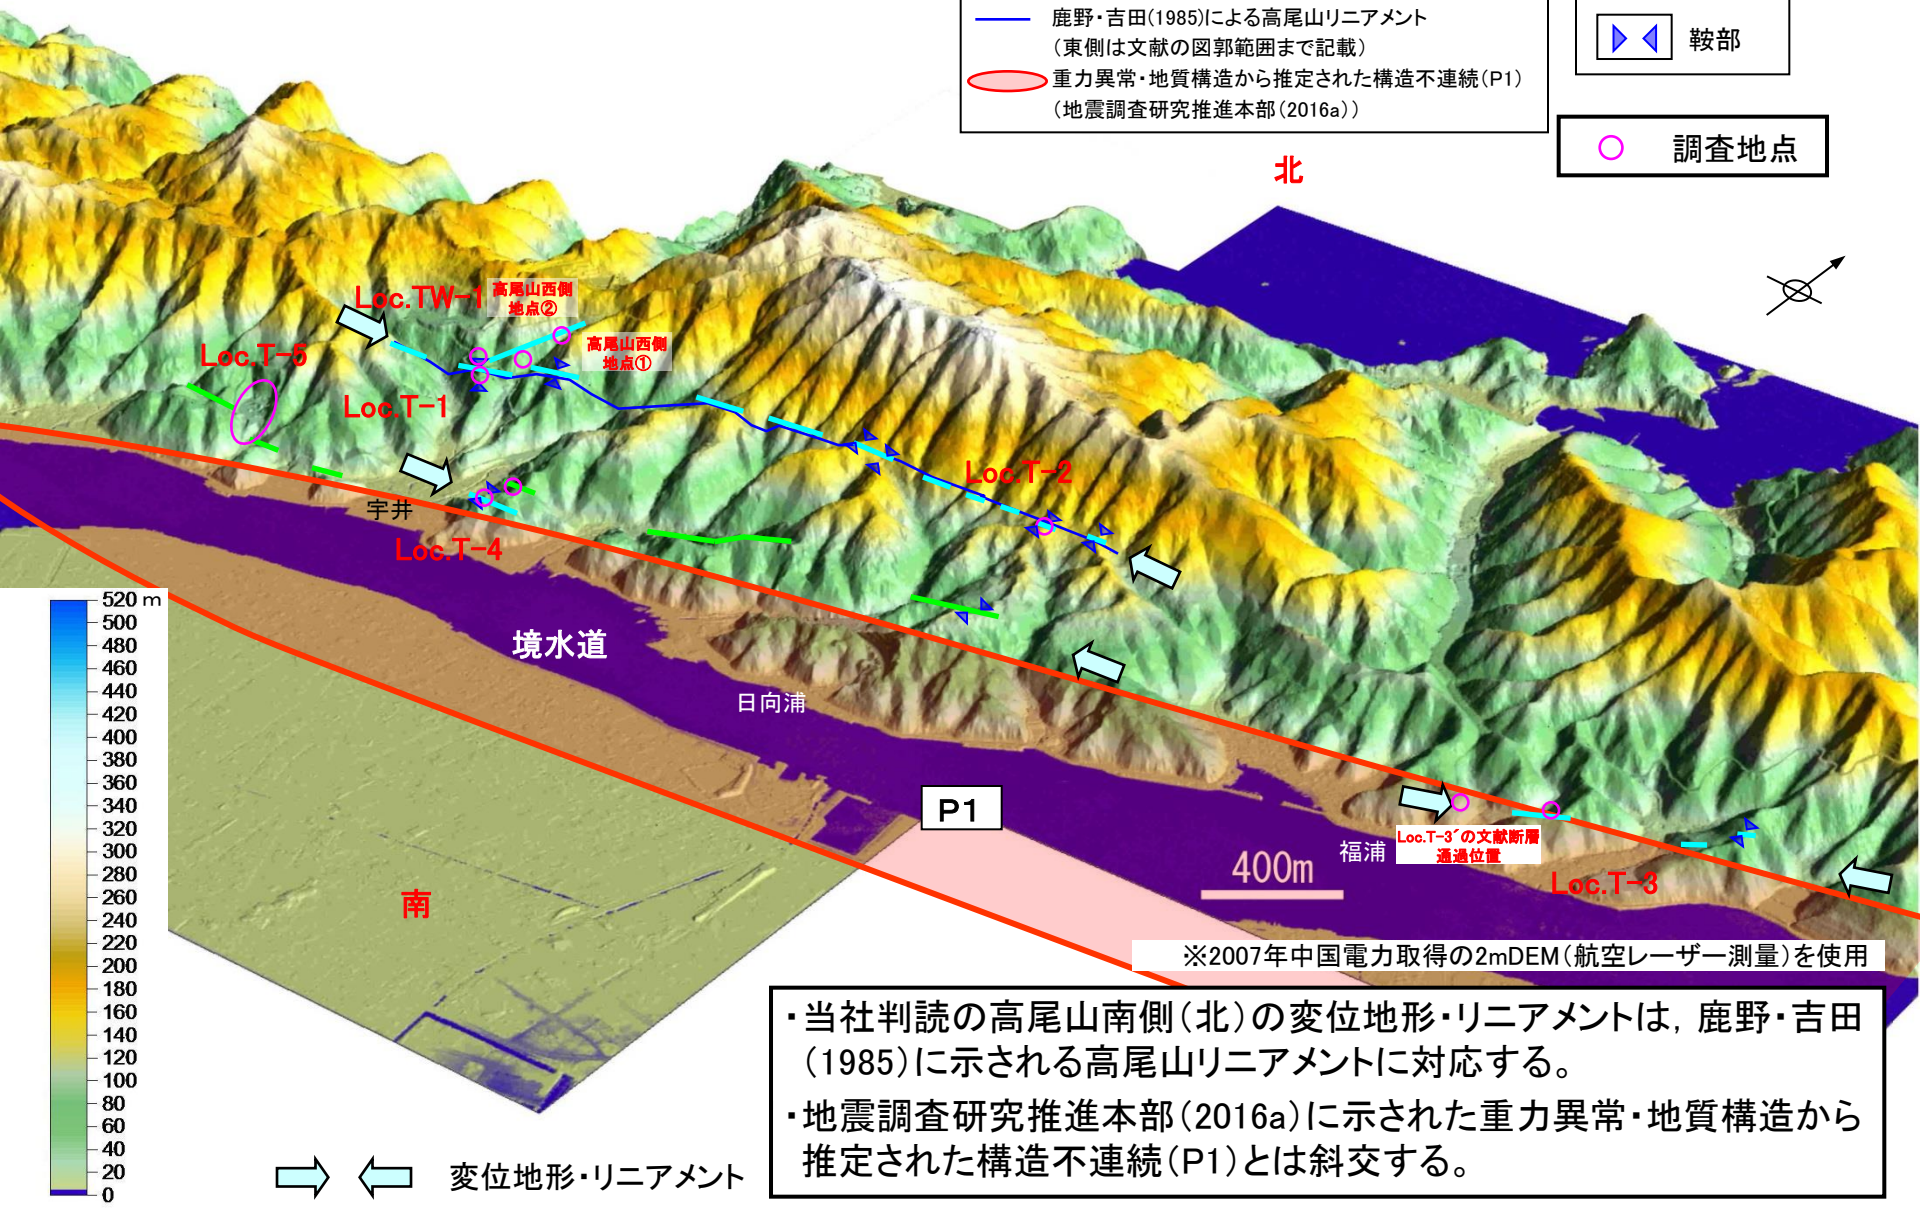 鹿野・吉田(1985)による高尾山リニアメント
(東側は文献の図郭範囲まで記載)
重力異常・地質構造から推定された構造不連続(P1)
(地震調査研究推進本部(2016a))
鞍部
調査地点
北
Loc.TW-1
高尾山西側
地点②
高尾山西側
地点①
Loc.T-5
Loc.T-1
Loc.T-2
宇井
Loc.T-4
境水道
日向浦
P1
400m
福浦
Loc.T-3´の文献断層
通過位置
Loc.T-3
南
520 m
500
480
460
440
420
400
380
360
340
320
300
280
260
240
220
200
180
160
140
120
100
80
60
40
20
0
※2007年中国電力取得の2mDEM(航空レーザー測量)を使用
・当社判読の高尾山南側(北)の変位地形・リニアメントは, 鹿野・吉田
(1985)に示される高尾山リニアメントに対応する。
・地震調査研究推進本部(2016a)に示された重力異常・地質構造から
推定された構造不連続(P1)とは斜交する。
変位地形・リニアメント